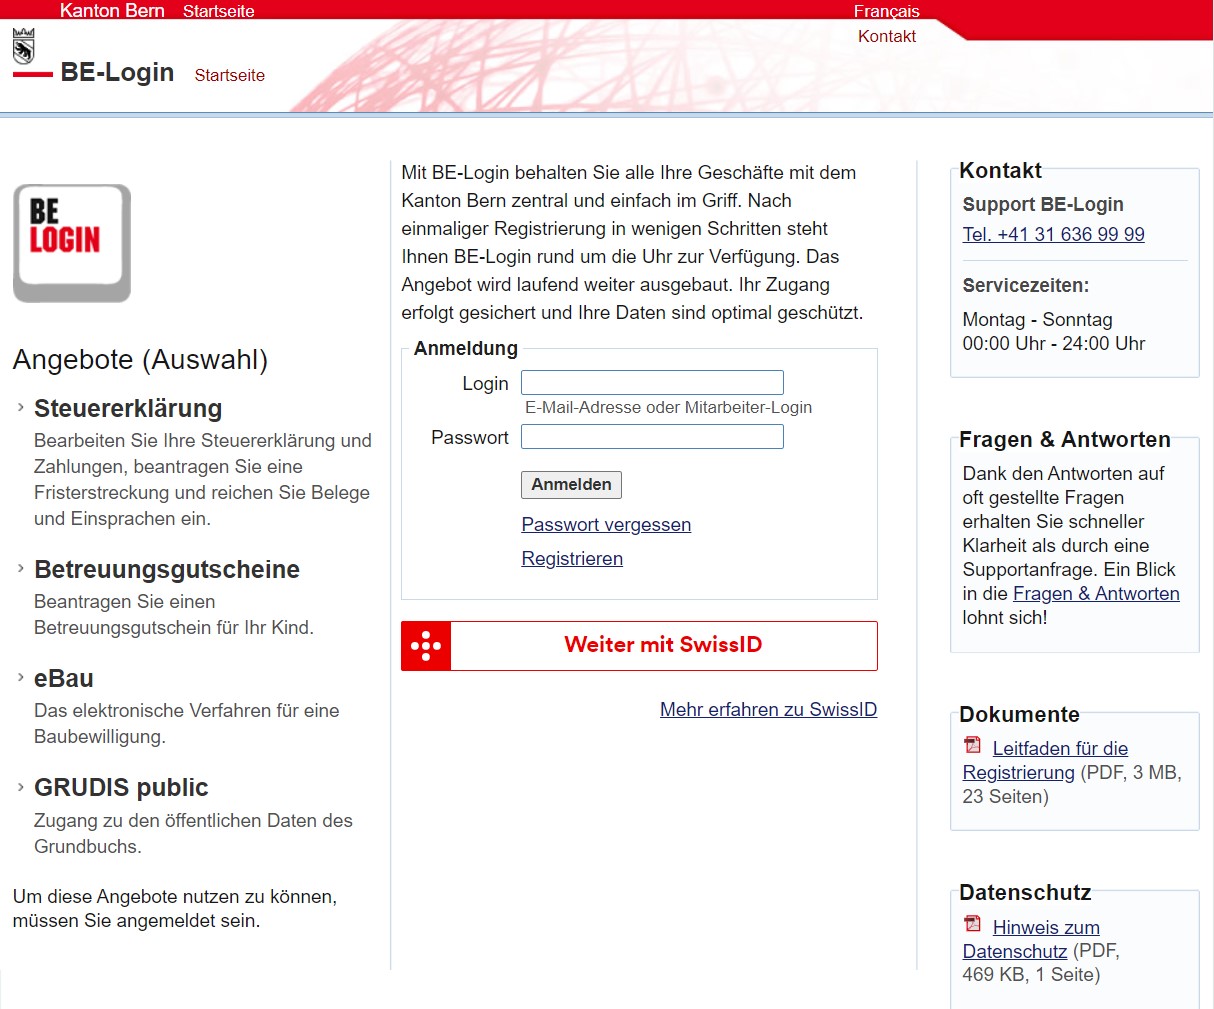 Kanton Bern Startseite
Français
Kontakt
BE-Login Startseite
BE
LOGIN
Angebote (Auswahl)
Steuererklärung
Bearbeiten Sie Ihre Steuererklärung und
Zahlungen, beantragen Sie eine
Fristerstreckung und reichen Sie Belege
und Einsprachen ein.
Betreuungsgutscheine
Beantragen Sie einen
Betreuungsgutschein für Ihr Kind.
eBau
Das elektronische Verfahren für eine
Baubewilligung.
GRUDIS public
Zugang zu den öffentlichen Daten des
Grundbuchs.
Um diese Angebote nutzen zu können,
müssen Sie angemeldet sein.
Mit BE-Login behalten Sie alle Ihre Geschäfte mit dem
Kanton Bern zentral und einfach im Griff. Nach
einmaliger Registrierung in wenigen Schritten steht
Ihnen BE-Login rund um die Uhr zur Verfügung. Das
Angebot wird laufend weiter ausgebaut. Ihr Zugang
erfolgt gesichert und Ihre Daten sind optimal geschützt.
Anmeldung
Login
E-Mail-Adresse oder Mitarbeiter-Login
Passwort
Anmelden
Passwort vergessen
Registrieren
Weiter mit SwissID
Mehr erfahren zu SwissID
Kontakt
Support BE-Login
Tel. +41 31 636 99 99
Servicezeiten:
Montag - Sonntag
00:00 Uhr - 24:00 Uhr
Fragen & Antworten
Dank den Antworten auf
oft gestellte Fragen
erhalten Sie schneller
Klarheit als durch eine
Supportanfrage. Ein Blick
in die Fragen & Antworten
lohnt sich!
Dokumente
Leitfaden für die
Registrierung (PDF, 3 MB,
23 Seiten)
Datenschutz
Hinweis zum
Datenschutz (PDF,
469 KB, 1 Seite)